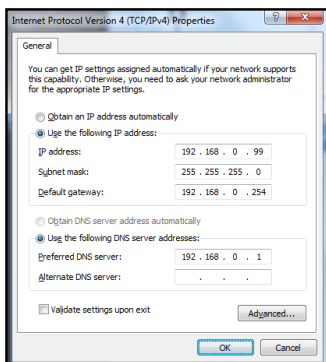 Internet Protocol Version 4 (TCP/IPv4) Properties
General
You can get IP settings assigned automatically if your network supports
this capability. Otherwise, you need to ask your network administrator
for the appropriate IP settings.
Obtain an IP address automatically
Use the following IP address:
IP address: 192 . 168 . 0 . 99
Subnet mask: 255 . 255 . 255 . 0
Default gateway: 192 . 168 . 0 . 254
Obtain DNS server address automatically
Use the following DNS server addresses:
Preferred DNS server: 192 . 168 . 0 . 1
Alternate DNS server: . . .
Validate settings upon exit
Advanced...
OK Cancel